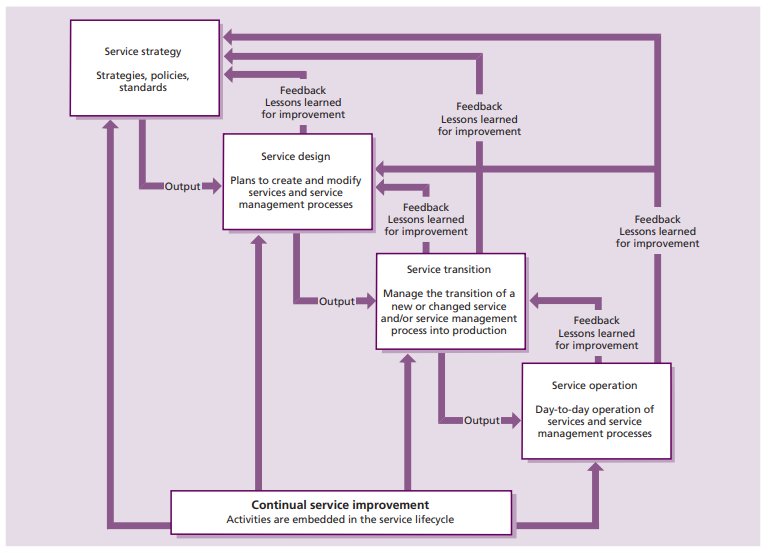 Service strategy
Strategies, policies,
standards
Feedback
Lessons learned
for improvement
Feedback
Lessons learned
for improvement
Output
Service design
Plans to create and modify
services and service
management processes
Feedback
Lessons learned
for improvement
Feedback
Lessons learned
for improvement
Output
Service transition
Manage the transition of a
new or changed service
and/or service management
process into production
Feedback
Lessons learned
for improvement
Output
Service operation
Day-to-day operation of
services and service
management processes
Continual service improvement
Activities are embedded in the service lifecycle